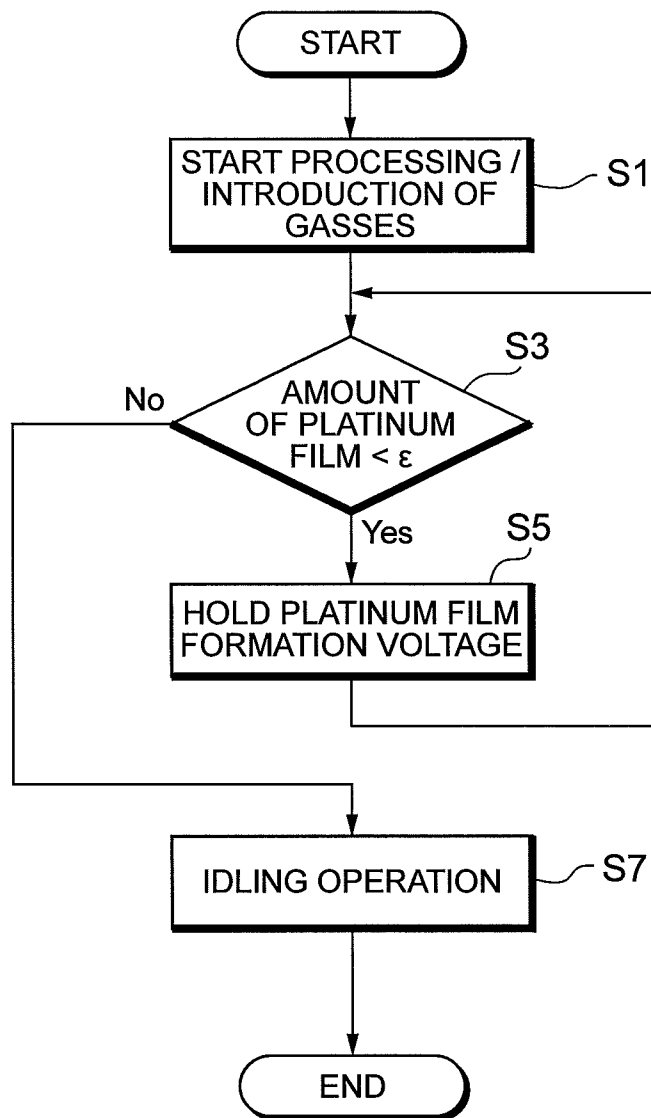 START
START PROCESSING /
INTRODUCTION OF
GASSES
S1
S3
No
AMOUNT
OF PLATINUM
FILM < ε
Yes
S5
HOLD PLATINUM FILM
FORMATION VOLTAGE
IDLING OPERATION
S7
END